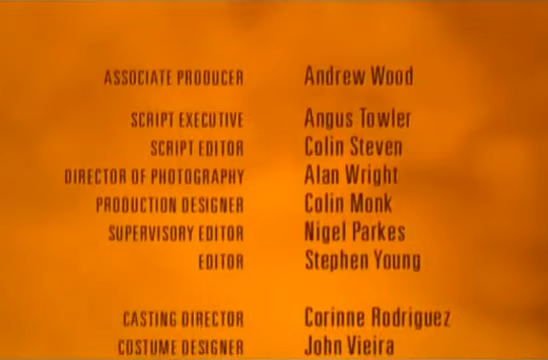 ASSOCIATE PRODUCER Andrew Wood
SCRIPT EXECUTIVE Angus Towler
SCRIPT EDITOR Colin Steven
DIRECTOR OF PHOTOGRAPHY Alan Wright
PRODUCTION DESIGNER Colin Monk
SUPERVISORY EDITOR Nigel Parkes
EDITOR Stephen Young
CASTING DIRECTOR Corinne Rodriguez
COSTUME DESIGNER John Vieira